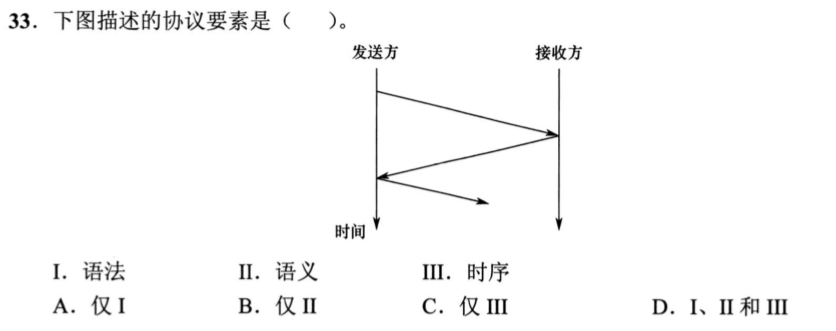 33. 下图描述的协议要素是（ ）。
发送方 接收方
时间
I. 语法 II. 语义 III. 时序
A. 仅 I B. 仅 II C. 仅 III D. I、II 和 III